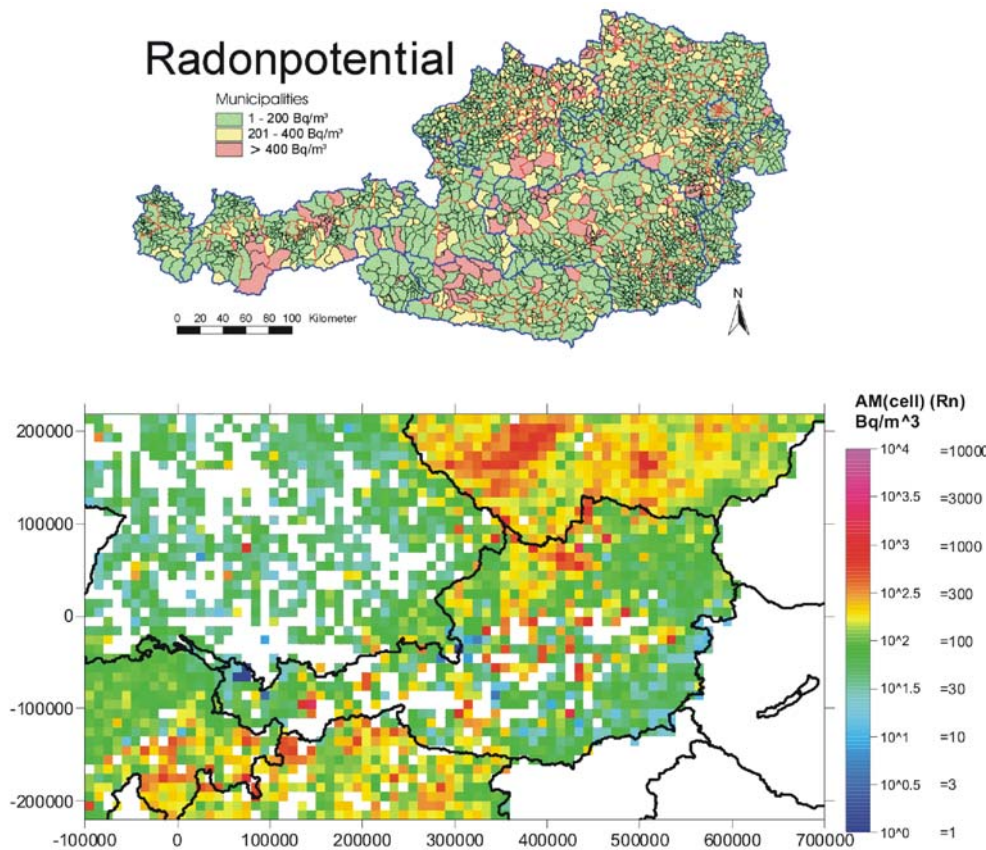 Radonpotential
Municipalities
1 - 200 Bq/m³
201 - 400 Bq/m³
> 400 Bq/m³
0 20 40 60 80 100 Kilometer
N
AM(cell) (Rn)
Bq/m^3
10^4 =10000
10^3.5 =3000
10^3 =1000
10^2.5 =300
10^2 =100
10^1.5 =30
10^1 =10
10^0.5 =3
10^0 =1
200000
100000
0
-100000
-200000
-100000 0 100000 200000 300000 400000 500000 600000 700000